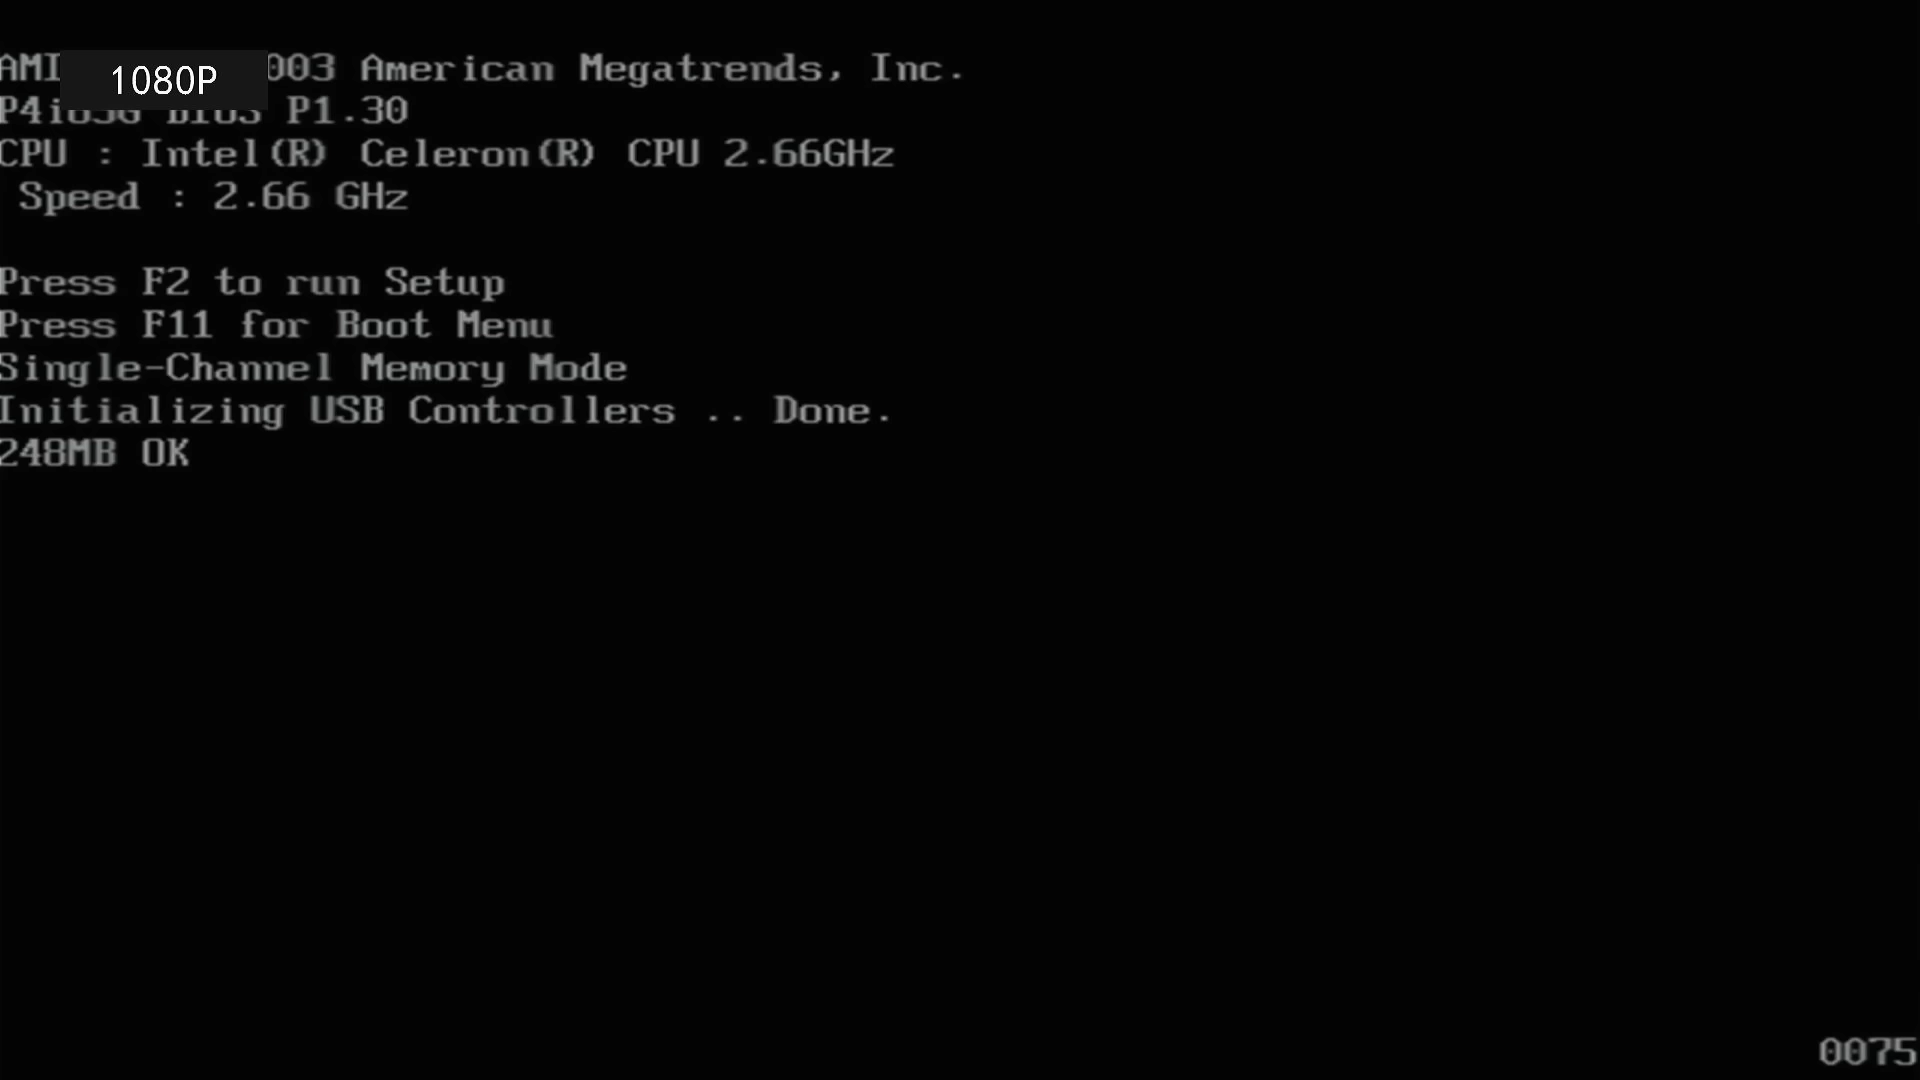 AMI 003 American Megatrends, Inc.
1080P
P4i65G BIOS P1.30
CPU : Intel(R) Celeron(R) CPU 2.66GHz
Speed : 2.66 GHz
Press F2 to run Setup
Press F11 for Boot Menu
Single-Channel Memory Mode
Initializing USB Controllers .. Done.
248MB OK
0075